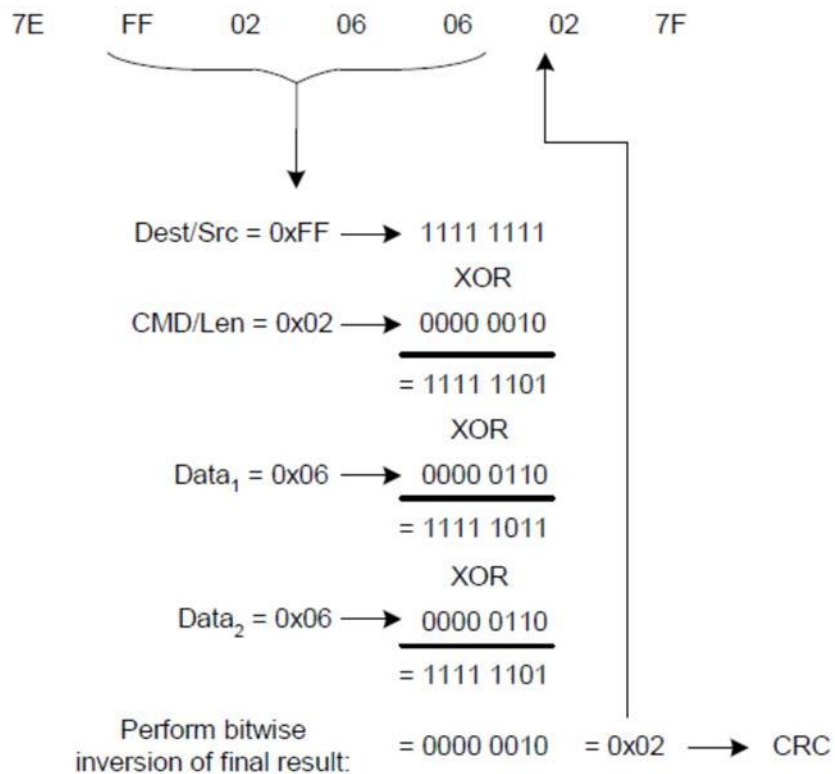 7E FF 02 06 06 02 7F
Dest/Src = 0xFF 1111 1111
XOR
CMD/Len = 0x02 0000 0010
= 1111 1101
XOR
Data₁ = 0x06 0000 0110
= 1111 1011
XOR
Data₂ = 0x06 0000 0110
= 1111 1101
Perform bitwise
inversion of final result: = 0000 0010 = 0x02 CRC